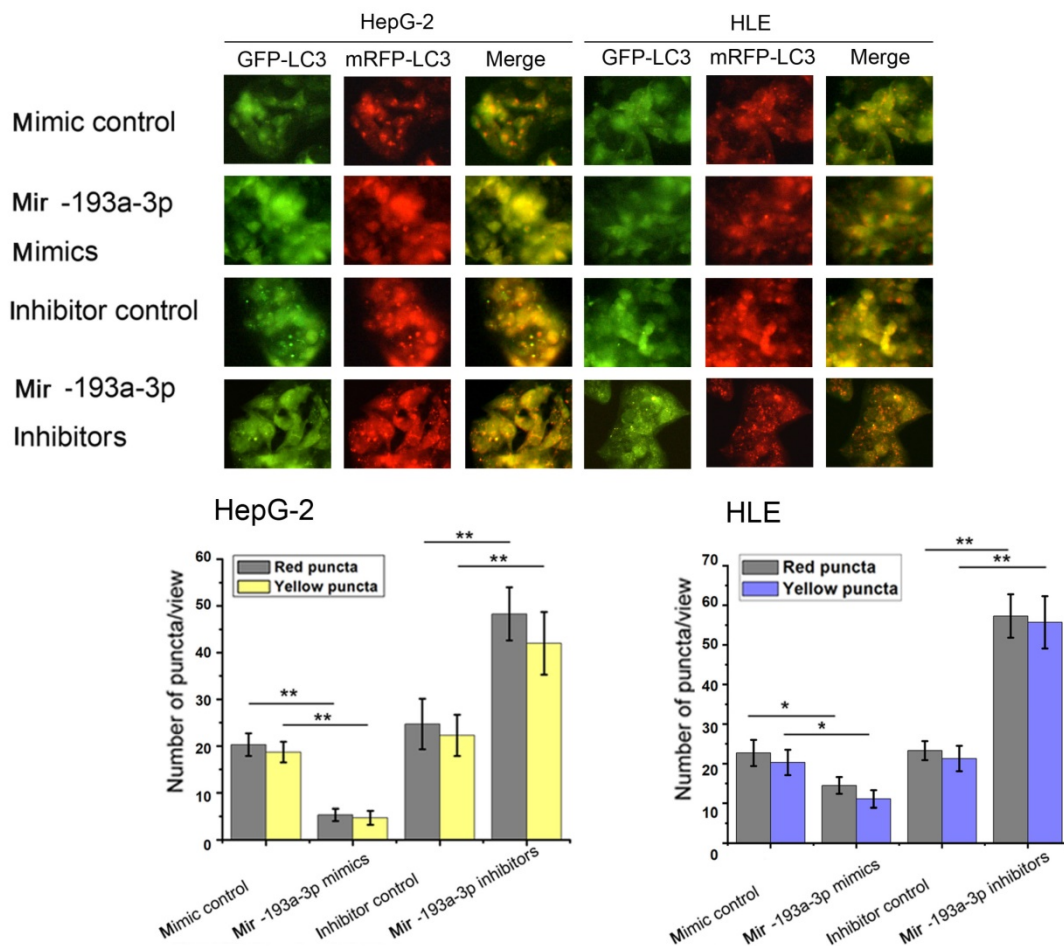 HepG-2 HLE
GFP-LC3 mRFP-LC3 Merge GFP-LC3 mRFP-LC3 Merge
Mimic control
Mir -193a-3p
Mimics
Inhibitor control
Mir -193a-3p
Inhibitors
HepG-2
Number of puncta/view
60
50
40
30
20
10
0
Red puncta
Yellow puncta
**
**
**
**
Mimic control
Mir -193a-3p mimics
Inhibitor control
Mir -193a-3p inhibitors
HLE
Number of puncta/view
70
60
50
40
30
20
10
0
Red puncta
Yellow puncta
**
**
*
*
Mimic control
Mir -193a-3p mimics
Inhibitor control
Mir -193a-3p inhibitors